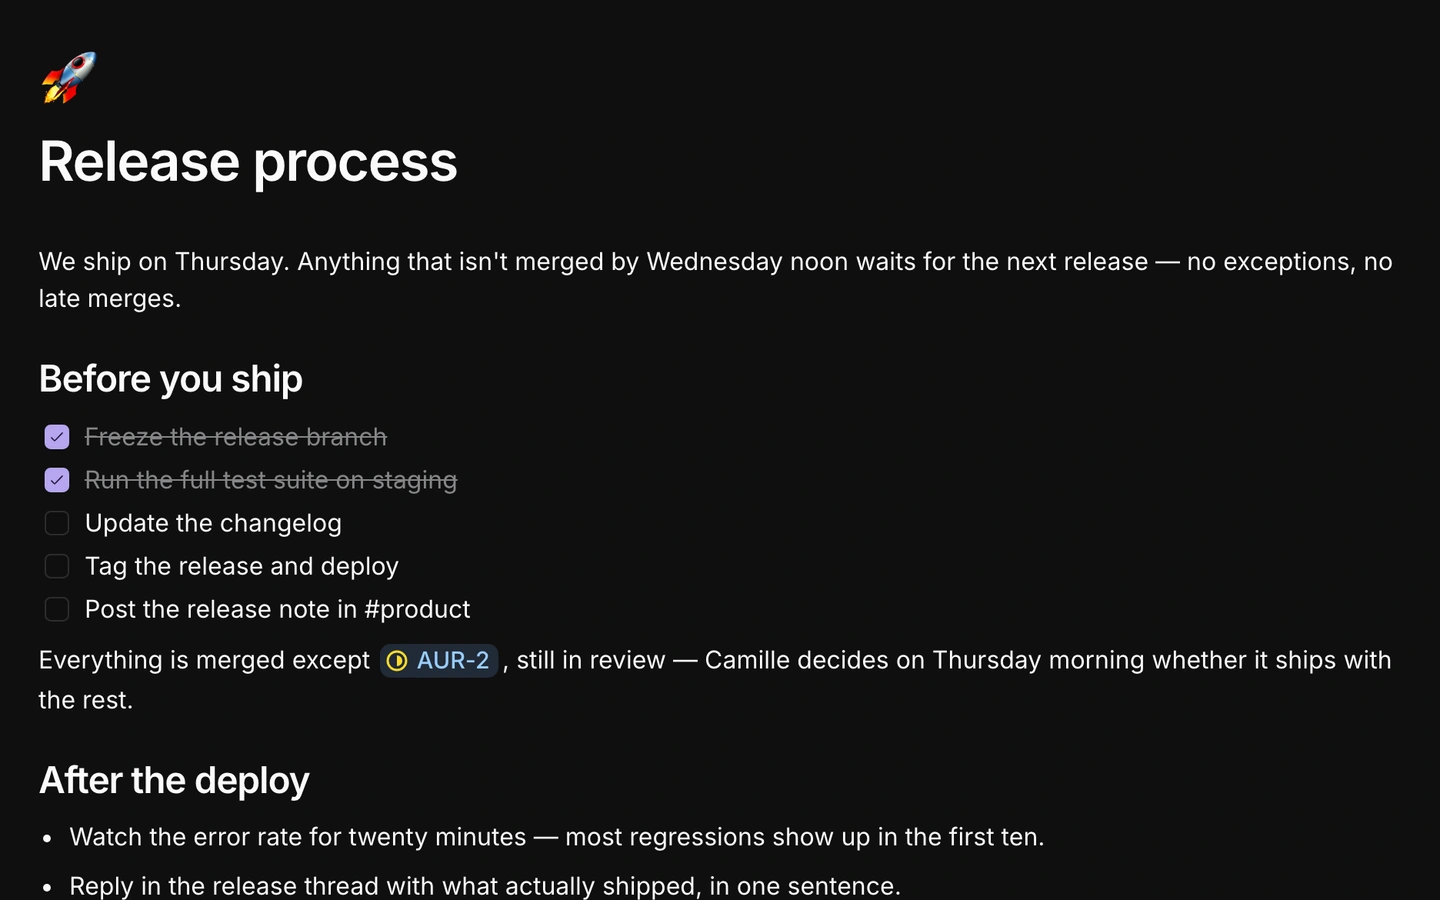 Release process
We ship on Thursday. Anything that isn't merged by Wednesday noon waits for the next release — no exceptions, no
late merges.
Before you ship
Freeze the release branch
Run the full test suite on staging
Update the changelog
Tag the release and deploy
Post the release note in #product
Everything is merged except AUR-2 , still in review — Camille decides on Thursday morning whether it ships with
the rest.
After the deploy
• Watch the error rate for twenty minutes — most regressions show up in the first ten.
• Reply in the release thread with what actually shipped, in one sentence.